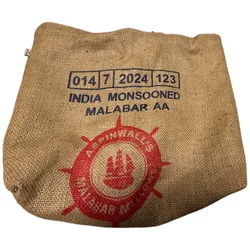 014 7 2024 123
INDIA MONSOONED
MALABAR AA
ASPINWALL'S
MALABAR